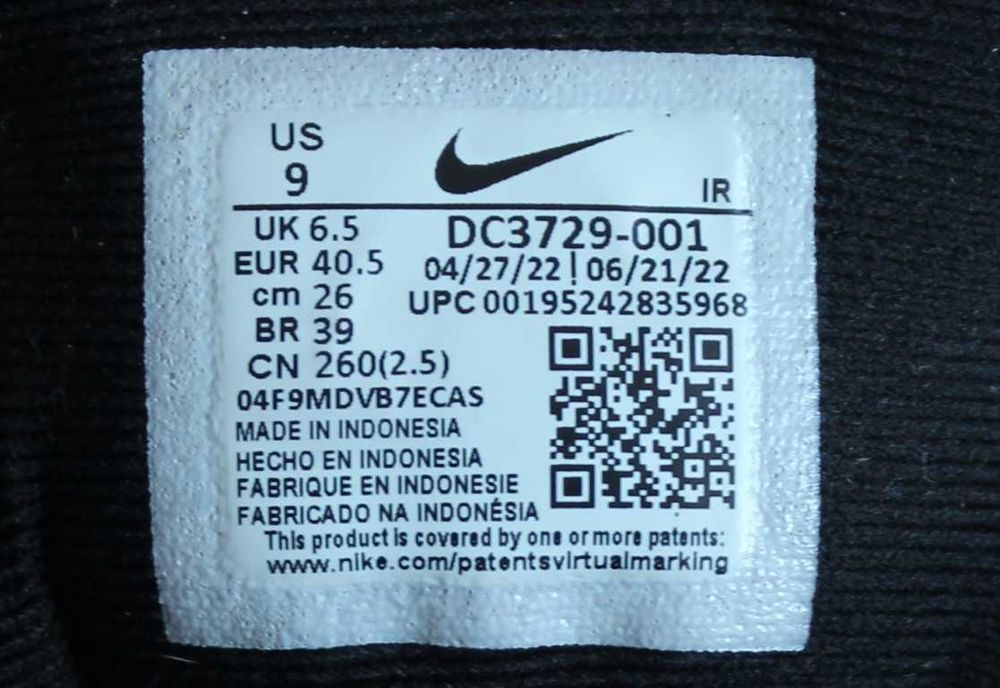 US
9
IR
UK 6.5
EUR 40.5
cm 26
BR 39
CN 260(2.5)
04F9MDVB7ECAS
DC3729-001
04/27/22 | 06/21/22
UPC 00195242835968
MADE IN INDONESIA
HECHO EN INDONESIA
FABRIQUE EN INDONESIE
FABRICADO NA INDONÉSIA
This product is covered by one or more patents:
www.nike.com/patentsvirtualmarking